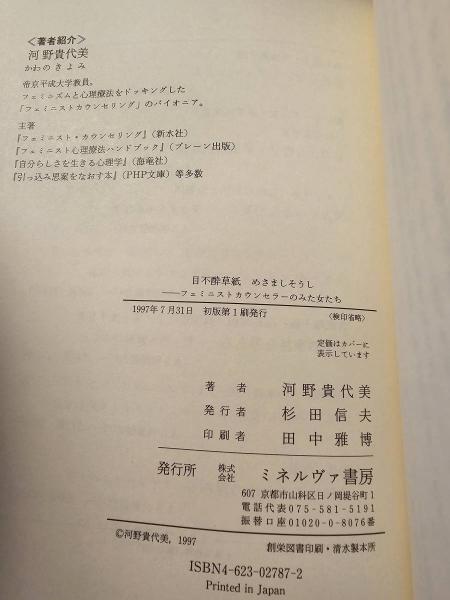 〈著者紹介〉
河野貴代美
かわの きよみ
帝京平成大学教員。
フェミニズムと心理療法をドッキングした
「フェミニストカウンセリング」のパイオニア。
主著
『フェミニスト・カウンセリング』（新水社）
『フェミニスト心理療法ハンドブック』（ブレーン出版）
『自分らしさを生きる心理学』（海竜社）
『引っ込み思案をなおす本』（PHP文庫）等多数
目不酔草紙 めさましそうし
――フェミニストカウンセラーのみた女たち
1997年7月31日 初版第1刷発行 〈検印省略〉
定価はカバーに
表示しています
著者 河野貴代美
発行者 杉田信夫
印刷者 田中雅博
発行所 株式会社 ミネルヴァ書房
607 京都市山科区日ノ岡堤谷町1
電話代表 075-581-5191
振替口座 01020-0-8076番
©河野貴代美, 1997 創栄図書印刷・清水製本所
ISBN4-623-02787-2
Printed in Japan